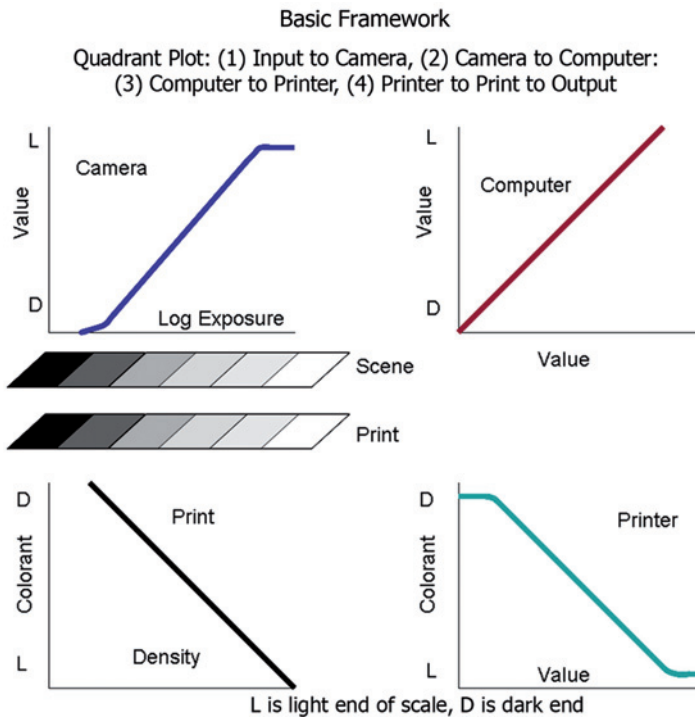 Basic Framework
Quadrant Plot: (1) Input to Camera, (2) Camera to Computer:
(3) Computer to Printer, (4) Printer to Print to Output
L
Camera
Value
D
Log Exposure
L
Computer
Value
D
Value
Scene
Print
D
Print
Colorant
L
Density
D
Printer
Colorant
L
Value
L is light end of scale, D is dark end